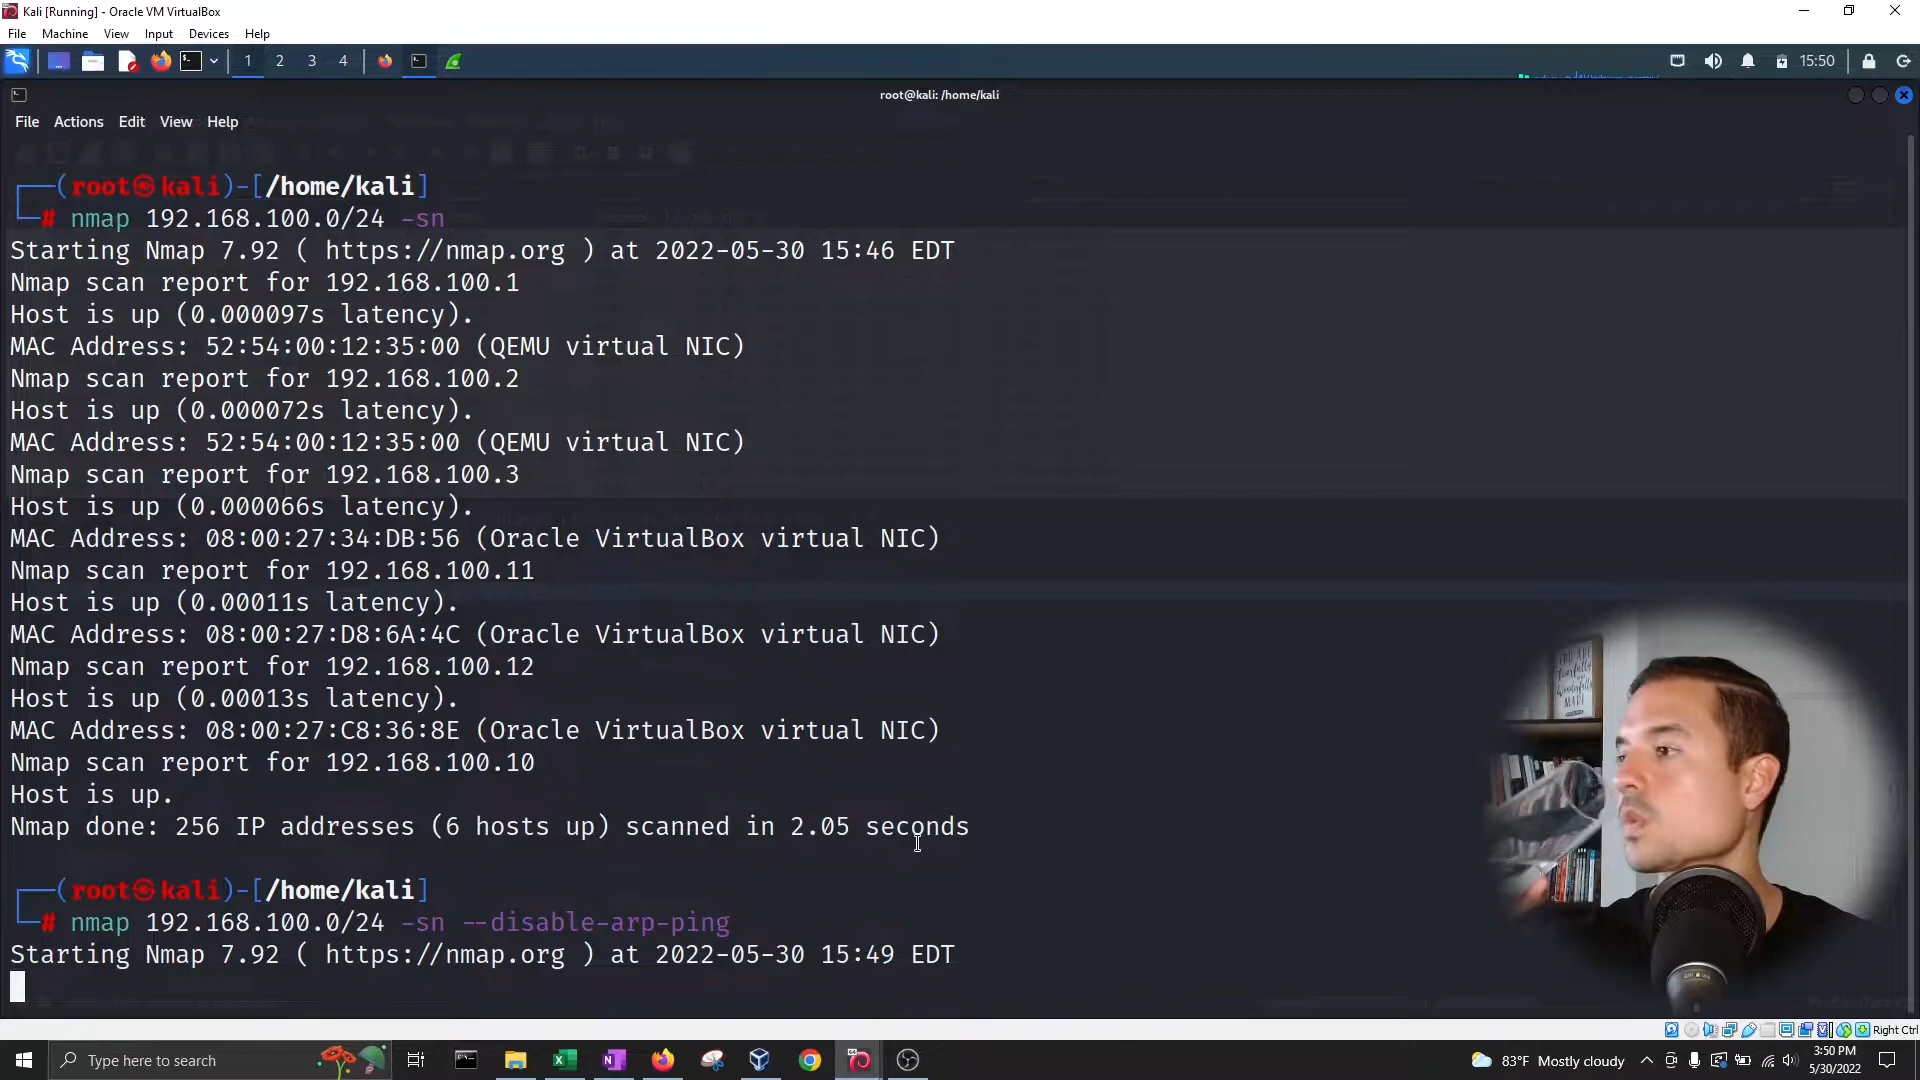 Kali [Running] - Oracle VM VirtualBox
File Machine View Input Devices Help
1 2 3 4
15:50
root@kali: /home/kali
File Actions Edit View Help
(root㉿kali)-[/home/kali]
# nmap 192.168.100.0/24 -sn
Starting Nmap 7.92 ( https://nmap.org ) at 2022-05-30 15:46 EDT
Nmap scan report for 192.168.100.1
Host is up (0.000097s latency).
MAC Address: 52:54:00:12:35:00 (QEMU virtual NIC)
Nmap scan report for 192.168.100.2
Host is up (0.000072s latency).
MAC Address: 52:54:00:12:35:00 (QEMU virtual NIC)
Nmap scan report for 192.168.100.3
Host is up (0.000066s latency).
MAC Address: 08:00:27:34:DB:56 (Oracle VirtualBox virtual NIC)
Nmap scan report for 192.168.100.11
Host is up (0.00011s latency).
MAC Address: 08:00:27:D8:6A:4C (Oracle VirtualBox virtual NIC)
Nmap scan report for 192.168.100.12
Host is up (0.00013s latency).
MAC Address: 08:00:27:C8:36:8E (Oracle VirtualBox virtual NIC)
Nmap scan report for 192.168.100.10
Host is up.
Nmap done: 256 IP addresses (6 hosts up) scanned in 2.05 seconds
(root㉿kali)-[/home/kali]
# nmap 192.168.100.0/24 -sn --disable-arp-ping
Starting Nmap 7.92 ( https://nmap.org ) at 2022-05-30 15:49 EDT
Right Ctrl
Type here to search
83°F Mostly cloudy
3:50 PM
5/30/2022